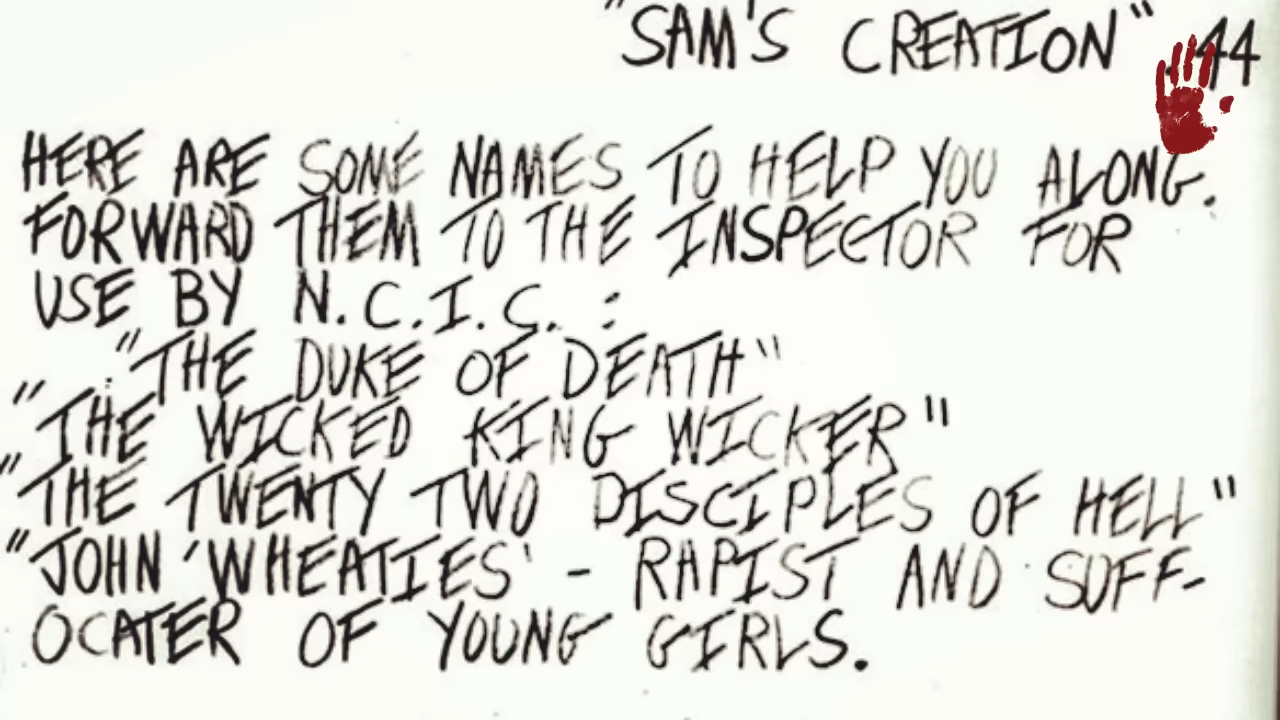 "SAM'S CREATION" .44
HERE ARE SOME NAMES TO HELP YOU ALONG.
FORWARD THEM TO THE INSPECTOR FOR
USE BY N.C.I.C. :
"THE DUKE OF DEATH"
"THE WICKED KING WICKER"
"THE TWENTY TWO DISCIPLES OF HELL"
"JOHN 'WHEATIES' - RAPIST AND SUFF-
OCATER OF YOUNG GIRLS.